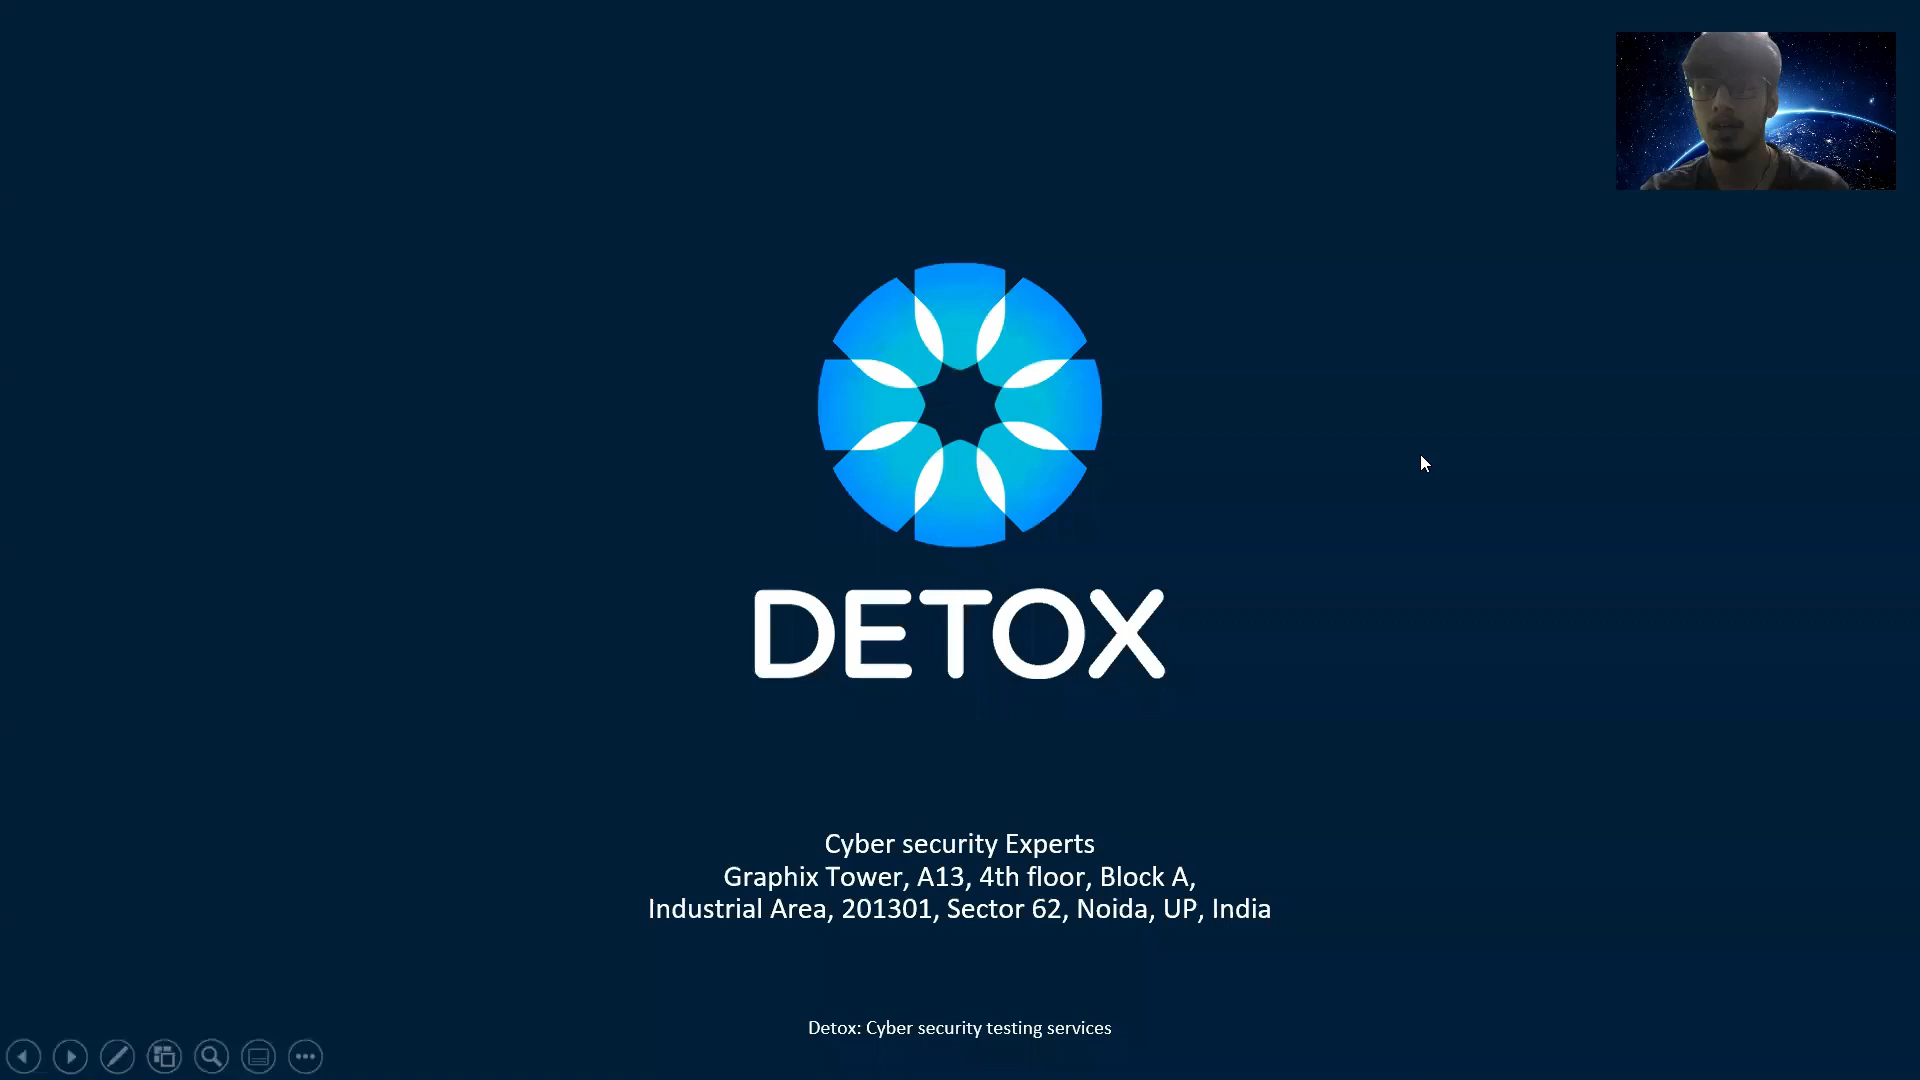 DETOX
Cyber security Experts
Graphix Tower, A13, 4th floor, Block A,
Industrial Area, 201301, Sector 62, Noida, UP, India
Detox: Cyber security testing services